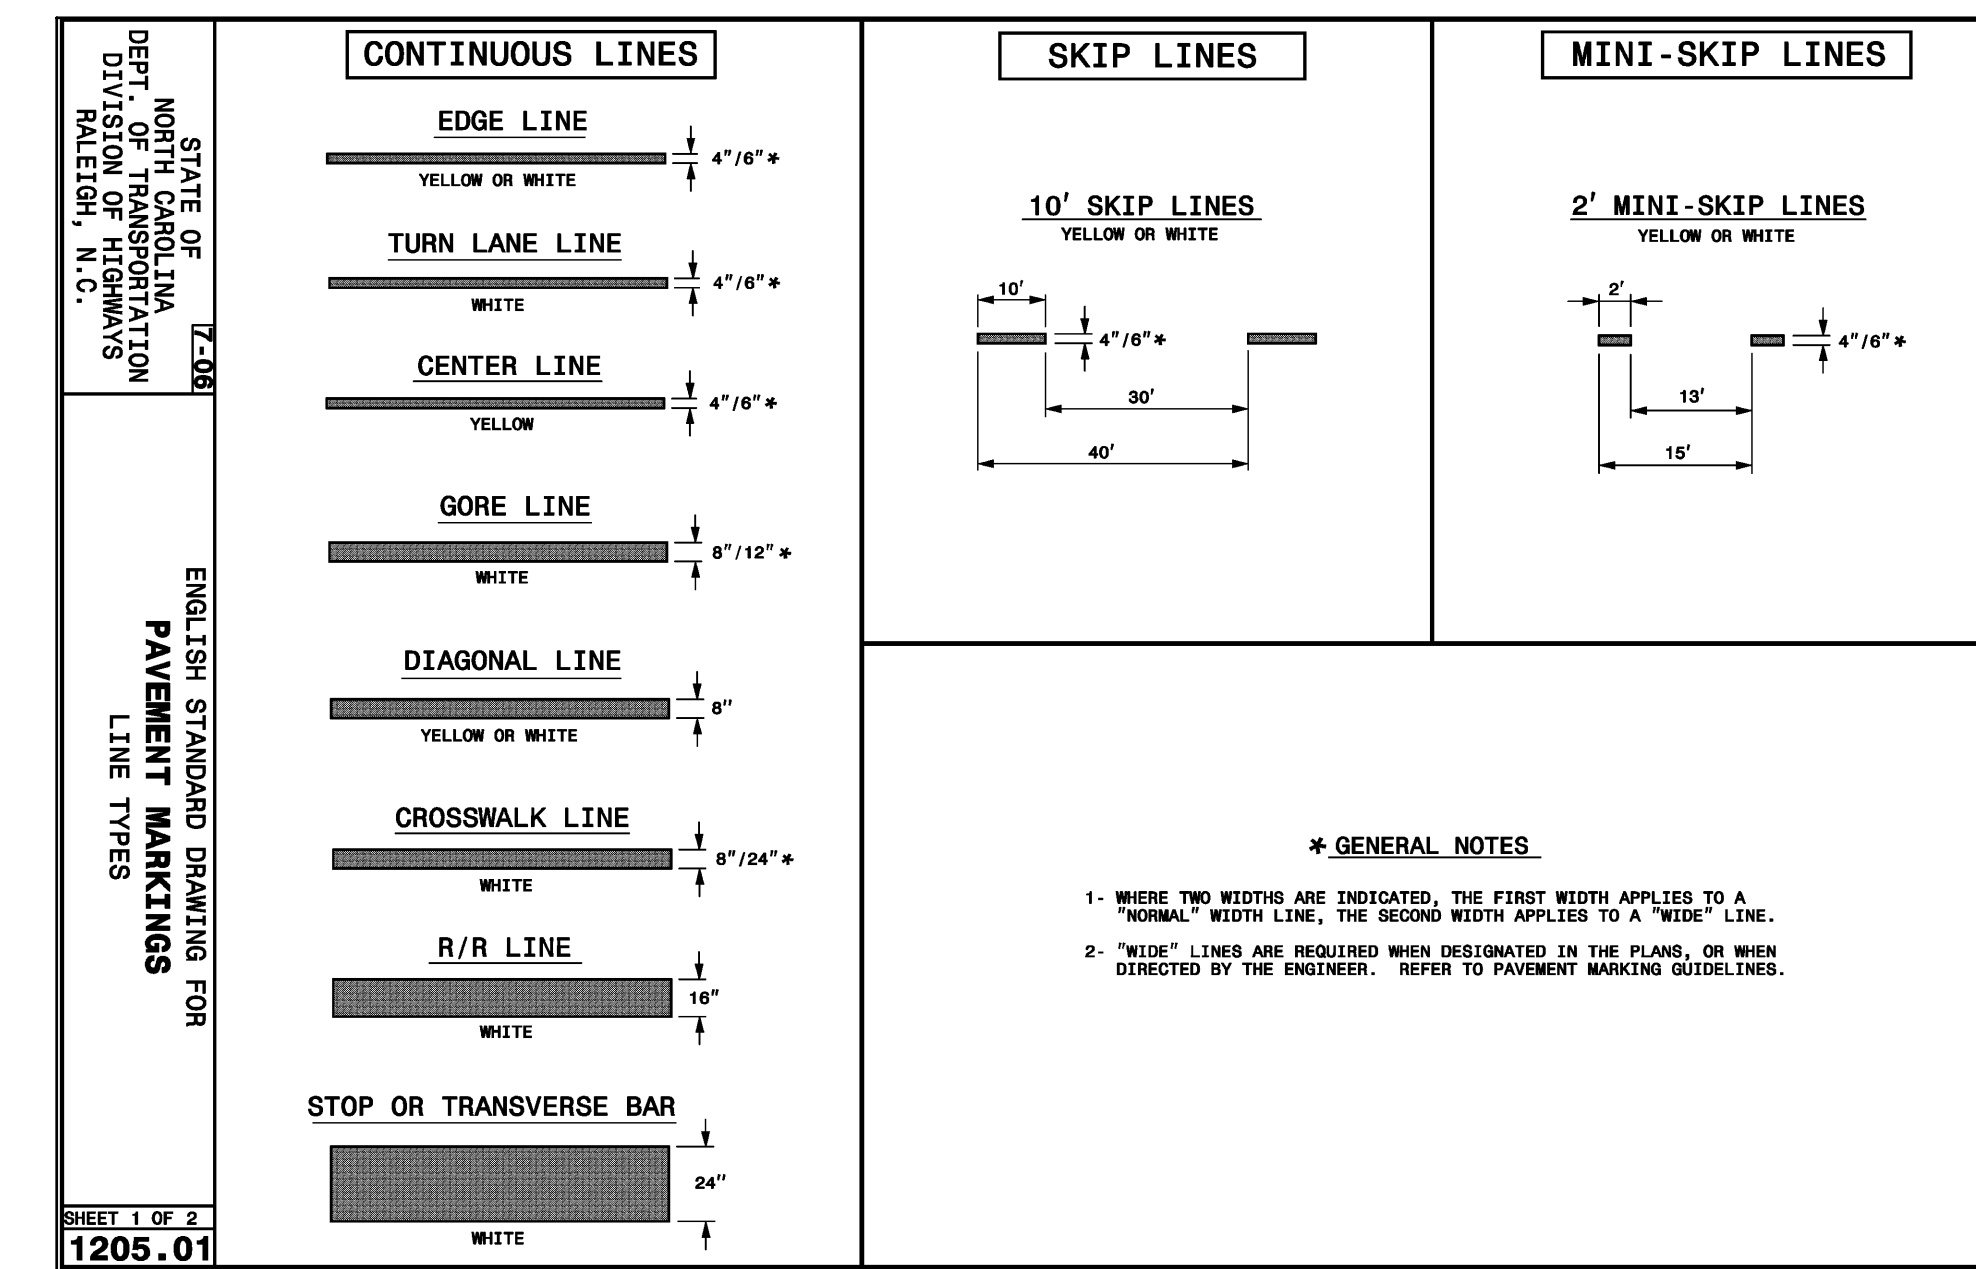 STATE OF
NORTH CAROLINA
DEPT. OF TRANSPORTATION
DIVISION OF HIGHWAYS
RALEIGH, N.C.
7-06
ENGLISH STANDARD DRAWING FOR
PAVEMENT MARKINGS
LINE TYPES
SHEET 1 OF 2
1205.01
CONTINUOUS LINES
EDGE LINE
4"/6"*
YELLOW OR WHITE
TURN LANE LINE
4"/6"*
WHITE
CENTER LINE
4"/6"*
YELLOW
GORE LINE
8"/12"*
WHITE
DIAGONAL LINE
8"
YELLOW OR WHITE
CROSSWALK LINE
8"/24"*
WHITE
R/R LINE
16"
WHITE
STOP OR TRANSVERSE BAR
24"
WHITE
SKIP LINES
10' SKIP LINES
YELLOW OR WHITE
10'
4"/6"*
30'
40'
MINI-SKIP LINES
2' MINI-SKIP LINES
YELLOW OR WHITE
2'
4"/6"*
13'
15'
* GENERAL NOTES
1- WHERE TWO WIDTHS ARE INDICATED, THE FIRST WIDTH APPLIES TO A
"NORMAL" WIDTH LINE, THE SECOND WIDTH APPLIES TO A "WIDE" LINE.
2- "WIDE" LINES ARE REQUIRED WHEN DESIGNATED IN THE PLANS, OR WHEN
DIRECTED BY THE ENGINEER. REFER TO PAVEMENT MARKING GUIDELINES.